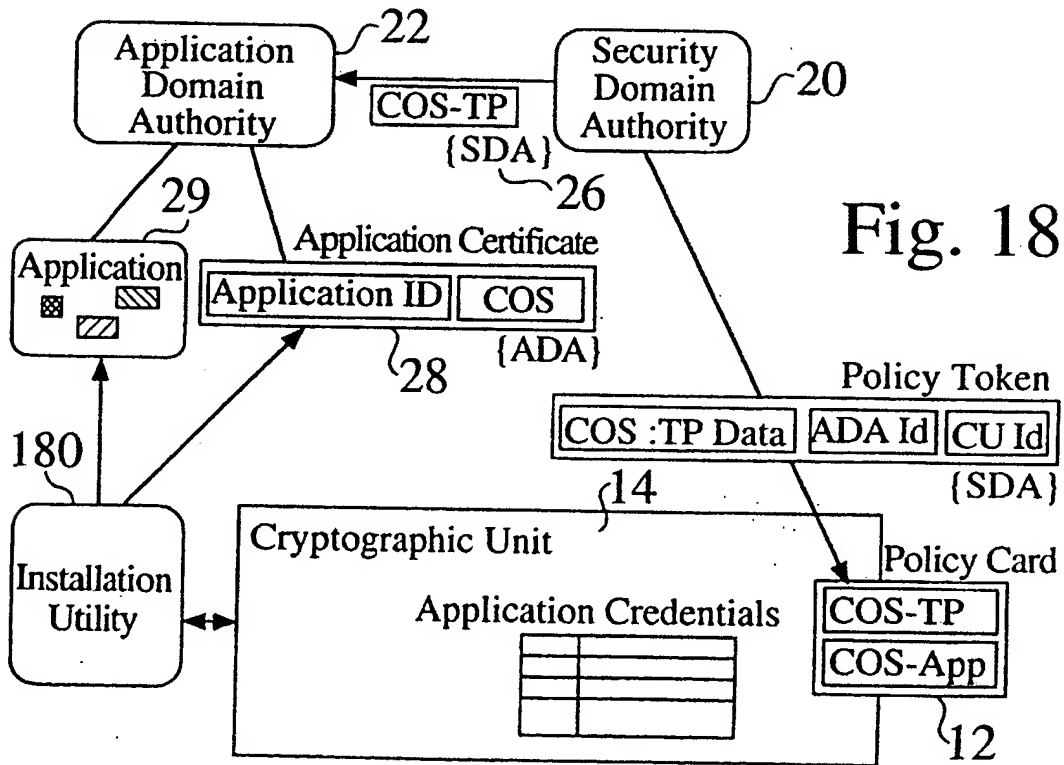 22
Application
Domain
Authority
Security
Domain
Authority
20
COS-TP
{SDA}
26
Fig. 18
29
Application
Application Certificate
Application ID
COS
{ADA}
28
Policy Token
COS :TP Data
ADA Id
CU Id
{SDA}
180
Installation
Utility
14
Cryptographic Unit
Application Credentials
Policy Card
COS-TP
COS-App
12